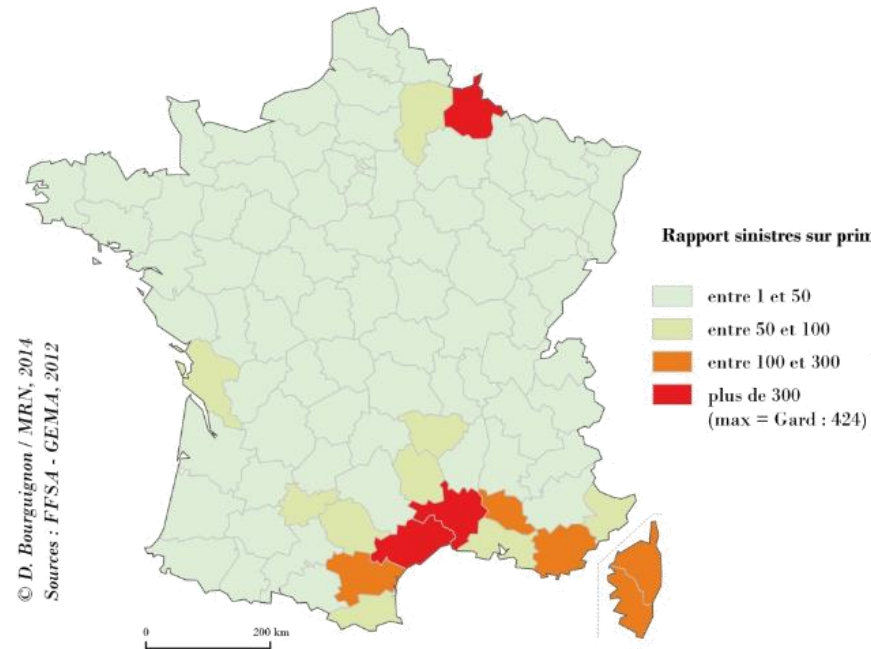 Rapport sinistres sur prim
entre 1 et 50
entre 50 et 100
entre 100 et 300
plus de 300
(max = Gard : 424)
© D. Bourguignon / MRN, 2014
Sources : FFSA - GEMA, 2012
0 200 km